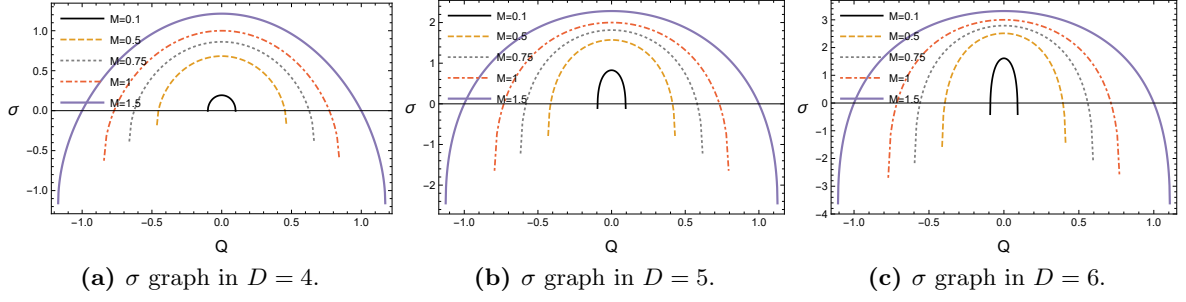 M=0.1
M=0.5
M=0.75
M=1
M=1.5
1.0
0.5
0.0
-0.5
-1.0
σ
-1.0
-0.5
0.0
0.5
1.0
Q
(a) σ graph in D = 4.
M=0.1
M=0.5
M=0.75
M=1
M=1.5
2
1
0
-1
-2
σ
-1.0
-0.5
0.0
0.5
1.0
Q
(b) σ graph in D = 5.
M=0.1
M=0.5
M=0.75
M=1
M=1.5
3
2
1
0
-1
-2
-3
-4
σ
-1.0
-0.5
0.0
0.5
1.0
Q
(c) σ graph in D = 6.